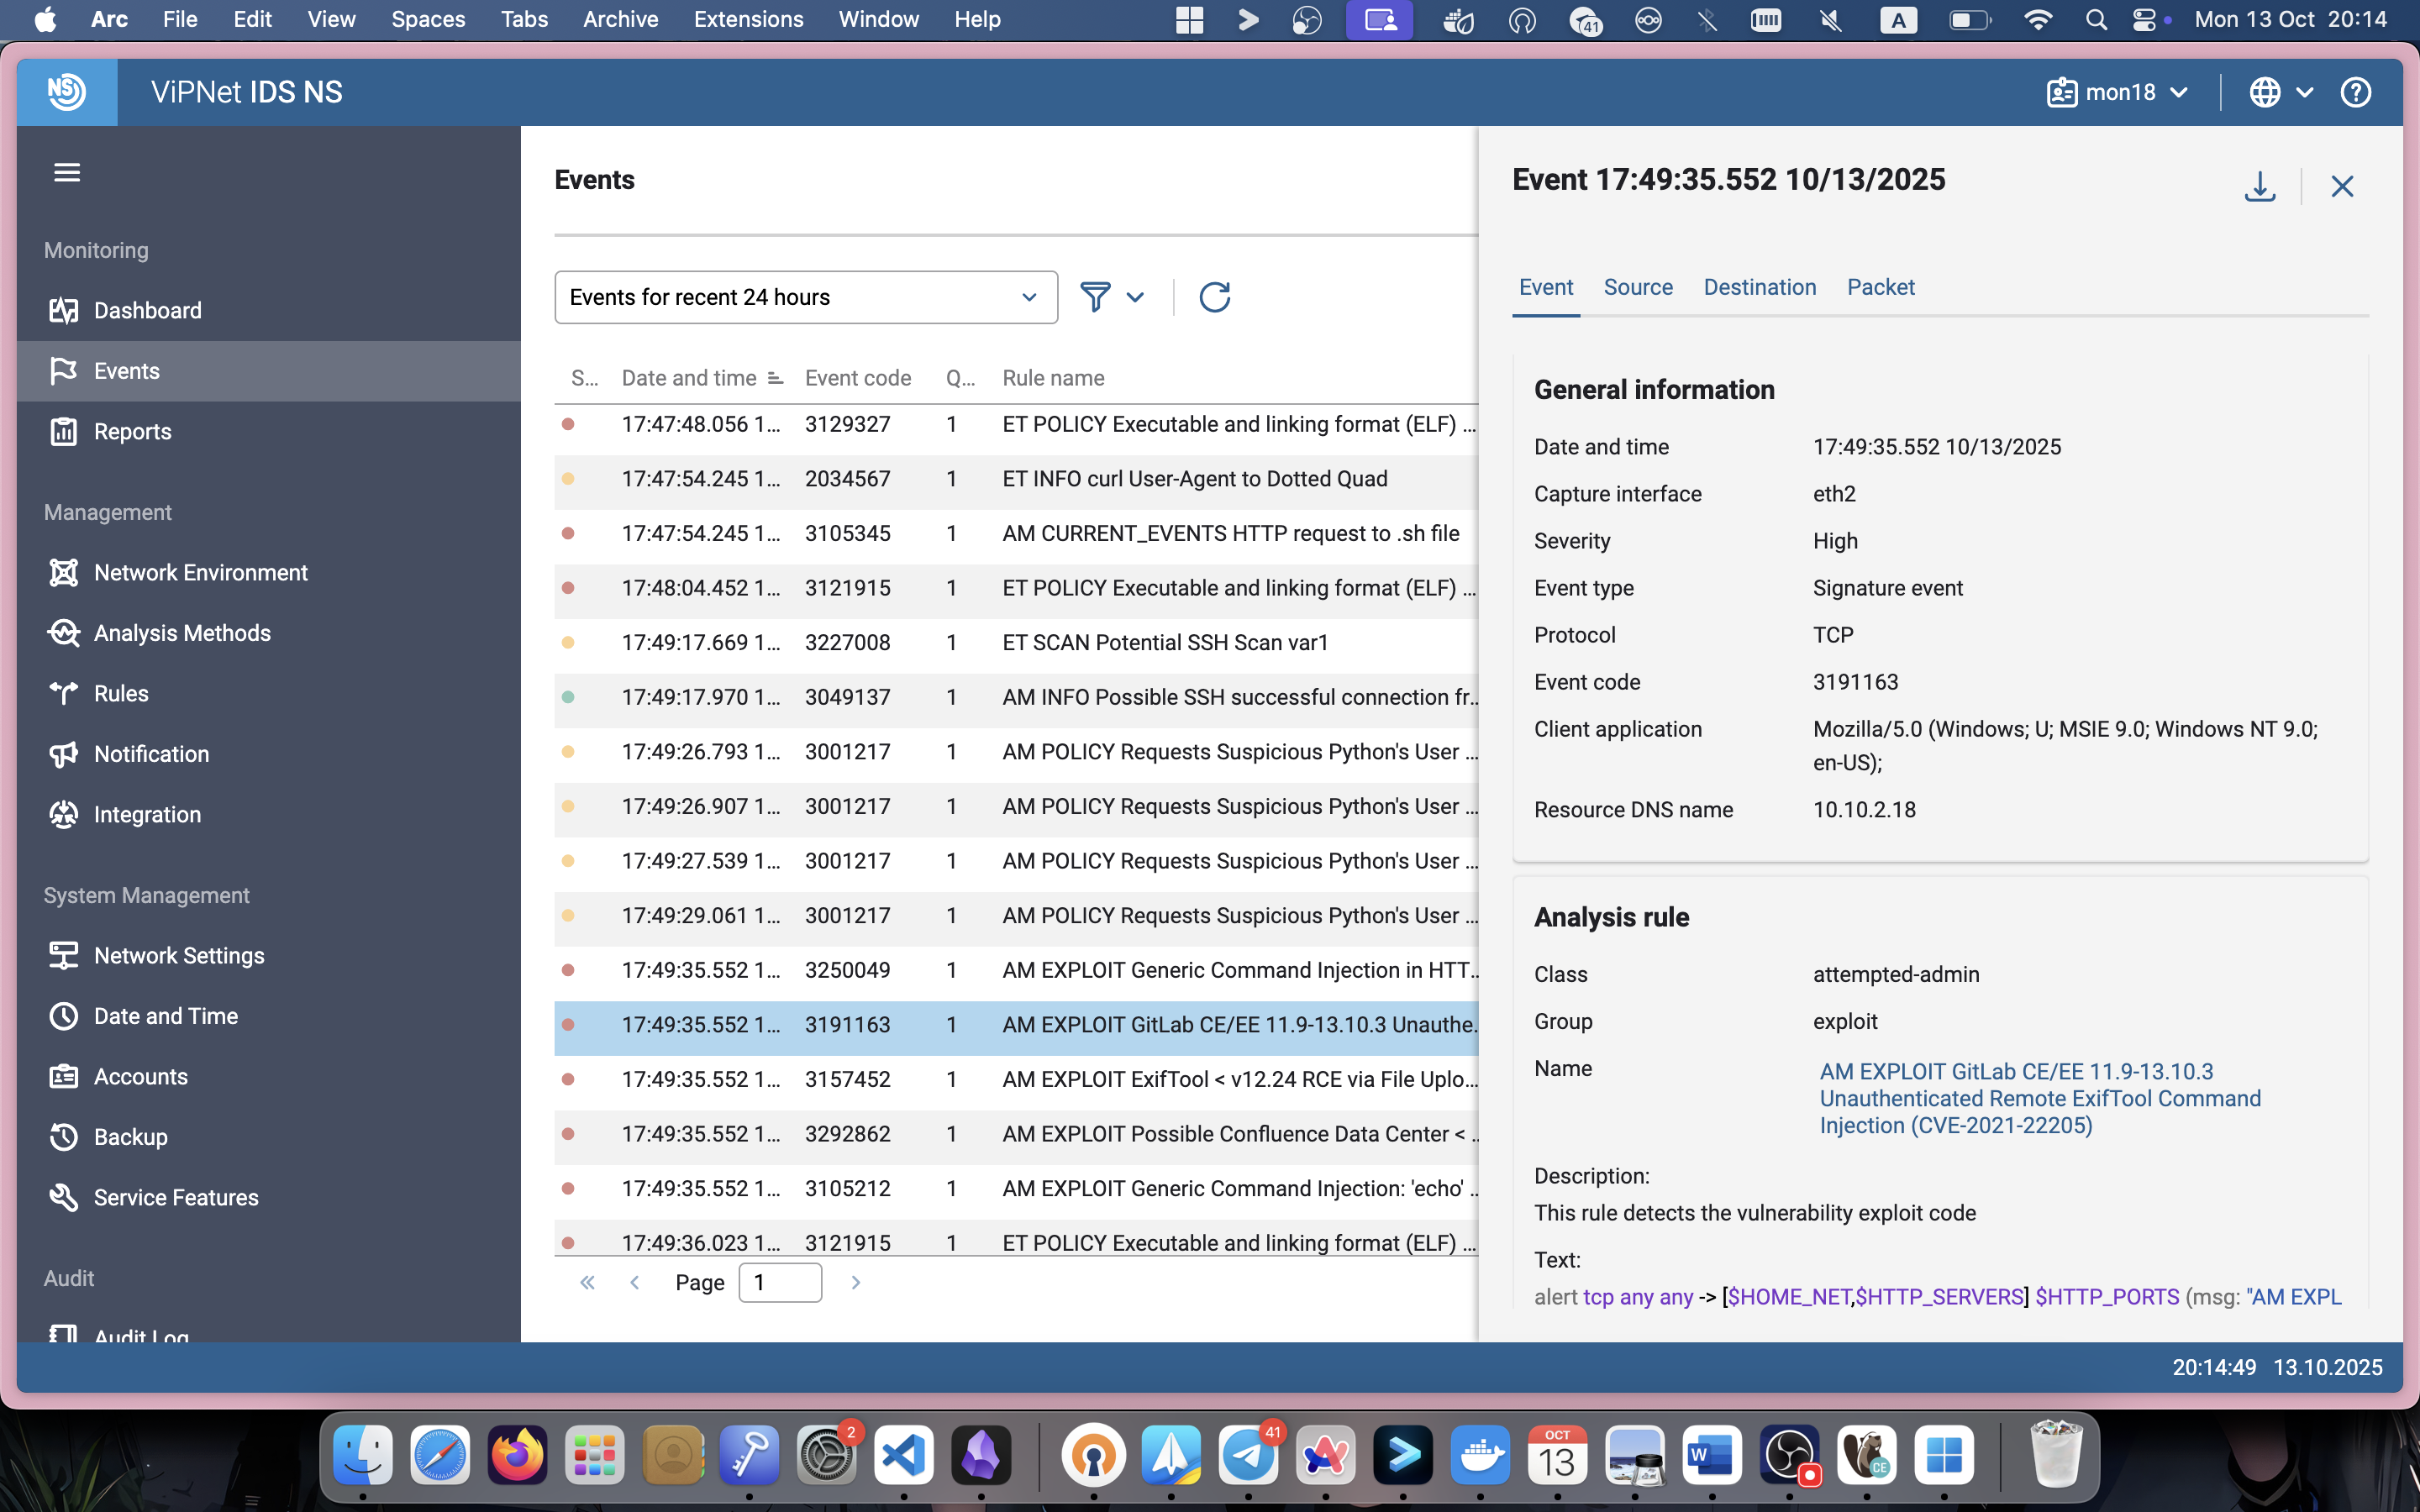 Arc File Edit View Spaces Tabs Archive Extensions Window Help 41 A Mon 13 Oct 20:14
NS ViPNet IDS NS mon18
Monitoring
Dashboard
Events
Reports
Management
Network Environment
Analysis Methods
Rules
Notification
Integration
System Management
Network Settings
Date and Time
Accounts
Backup
Service Features
Audit
Audit Log
Events
Events for recent 24 hours
S... Date and time Event code Q... Rule name
17:47:48.056 1... 3129327 1 ET POLICY Executable and linking format (ELF) ...
17:47:54.245 1... 2034567 1 ET INFO curl User-Agent to Dotted Quad
17:47:54.245 1... 3105345 1 AM CURRENT_EVENTS HTTP request to .sh file
17:48:04.452 1... 3121915 1 ET POLICY Executable and linking format (ELF) ...
17:49:17.669 1... 3227008 1 ET SCAN Potential SSH Scan var1
17:49:17.970 1... 3049137 1 AM INFO Possible SSH successful connection fr...
17:49:26.793 1... 3001217 1 AM POLICY Requests Suspicious Python's User ...
17:49:26.907 1... 3001217 1 AM POLICY Requests Suspicious Python's User ...
17:49:27.539 1... 3001217 1 AM POLICY Requests Suspicious Python's User ...
17:49:29.061 1... 3001217 1 AM POLICY Requests Suspicious Python's User ...
17:49:35.552 1... 3250049 1 AM EXPLOIT Generic Command Injection in HTT...
17:49:35.552 1... 3191163 1 AM EXPLOIT GitLab CE/EE 11.9-13.10.3 Unauthe...
17:49:35.552 1... 3157452 1 AM EXPLOIT ExifTool < v12.24 RCE via File Uplo...
17:49:35.552 1... 3292862 1 AM EXPLOIT Possible Confluence Data Center < ...
17:49:35.552 1... 3105212 1 AM EXPLOIT Generic Command Injection: 'echo' ...
17:49:36.023 1... 3121915 1 ET POLICY Executable and linking format (ELF) ...
Page 1
Event 17:49:35.552 10/13/2025
Event Source Destination Packet
General information
Date and time 17:49:35.552 10/13/2025
Capture interface eth2
Severity High
Event type Signature event
Protocol TCP
Event code 3191163
Client application Mozilla/5.0 (Windows; U; MSIE 9.0; Windows NT 9.0;
en-US);
Resource DNS name 10.10.2.18
Analysis rule
Class attempted-admin
Group exploit
Name AM EXPLOIT GitLab CE/EE 11.9-13.10.3
Unauthenticated Remote ExifTool Command
Injection (CVE-2021-22205)
Description:
This rule detects the vulnerability exploit code
Text:
alert tcp any any -> [$HOME_NET,$HTTP_SERVERS] $HTTP_PORTS (msg: "AM EXPL
20:14:49 13.10.2025
2 41 OCT 13 W CE